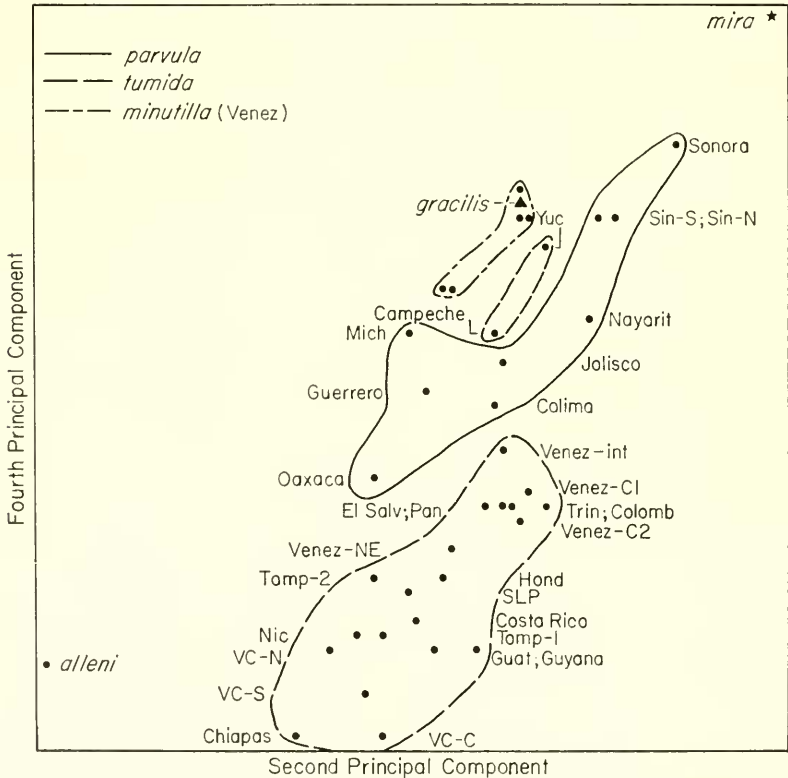 mira
parvula
tumida
minutilla (Venez)
Sonora
gracilis
Yuc
Sin-S; Sin-N
Campeche
Nayarit
Mich
Jalisco
Guerrero
Colima
Oaxaca
Venez-int
El Salv; Pan
Venez-C1
Trin; Colomb
Venez-C2
Venez-NE
Tamp-2
Hond
SLP
Costa Rica
Nic
Tamp-1
VC-N
Guat; Guyana
alleni
VC-S
Chiapas
VC-C
Fourth Principal Component
Second Principal Component